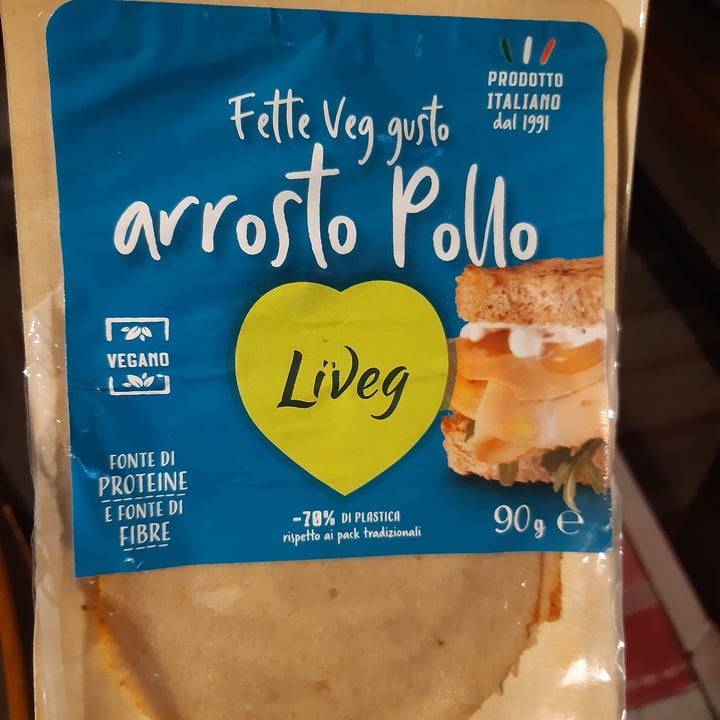 PRODOTTO
ITALIANO
dal 1991
Fette Veg gusto
arrosto Pollo
VEGANO
Liveg
FONTE DI
PROTEINE
E FONTE DI
FIBRE
-70% DI PLASTICA
rispetto ai pack tradizionali
90g e